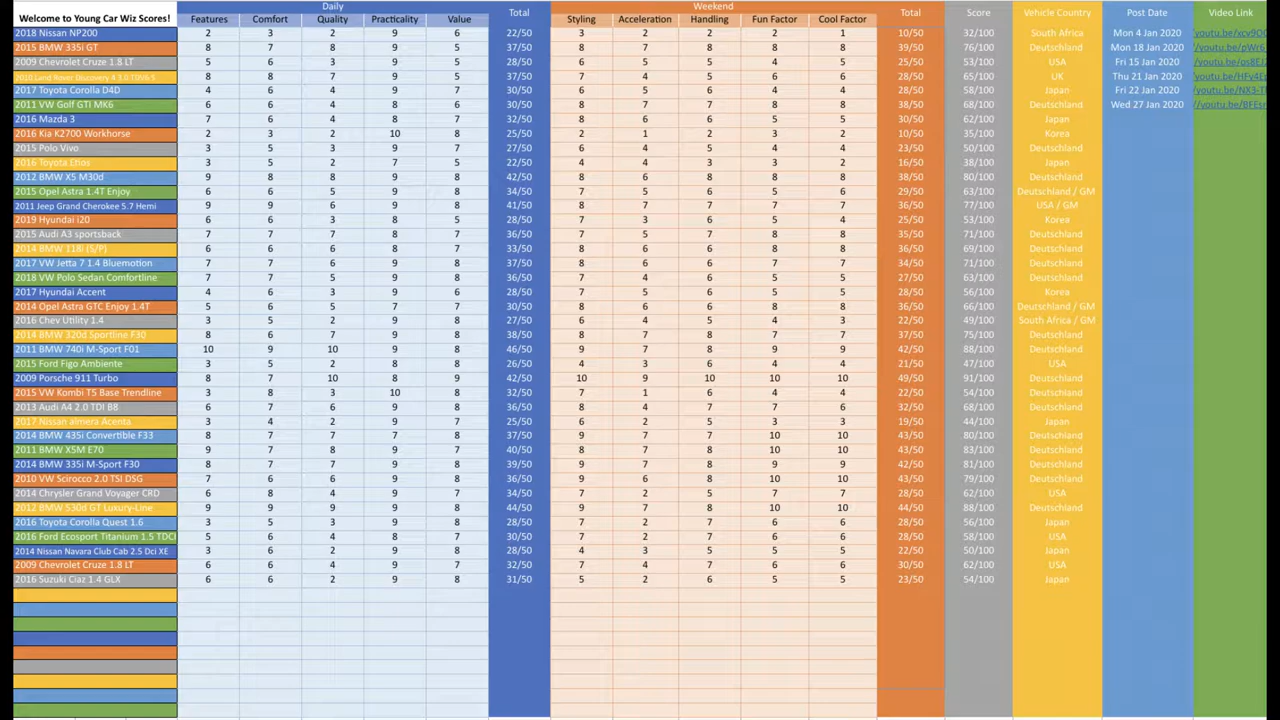 Daily Weekend
Welcome to Young Car Wiz Scores! Features Comfort Quality Practicality Value Total Styling Acceleration Handling Fun Factor Cool Factor Total Score Vehicle Country Post Date Video Link
2018 Nissan NP200 2 3 2 9 6 22/50 3 2 2 2 1 10/50 32/100 South Africa Mon 4 Jan 2020
2015 BMW 335i GT 8 7 8 9 5 37/50 8 7 8 8 8 39/50 76/100 Deutschland Mon 18 Jan 2020
2009 Chevrolet Cruze 1.8 LT 5 6 3 9 5 28/50 6 5 5 4 5 25/50 53/100 USA Fri 15 Jan 2020
2010 Land Rover Discovery 4 3.0 TDV6 S 8 8 7 9 5 37/50 7 4 5 6 6 28/50 65/100 UK Thu 21 Jan 2020
2017 Toyota Corolla D4D 4 6 4 9 7 30/50 6 5 6 5 6 28/50 58/100 Japan Fri 22 Jan 2020
2011 VW Golf GTI MK6 6 6 4 8 6 30/50 8 7 7 8 8 38/50 68/100 Deutschland Wed 27 Jan 2020
2016 Mazda 3 7 6 4 8 7 32/50 8 6 6 5 5 30/50 62/100 Japan
2016 Kia K2700 Workhorse 2 3 2 10 8 25/50 2 1 2 3 2 10/50 35/100 Korea
2015 Polo Vivo 3 5 3 9 7 27/50 6 4 5 4 4 23/50 50/100 Deutschland
2016 Toyota Etios 3 5 2 7 5 22/50 4 4 3 3 2 16/50 38/100 Japan
2012 BMW X5 M30d 9 8 8 9 8 42/50 8 6 8 8 8 38/50 80/100 Deutschland
2015 Opel Astra 1.4T Enjoy 6 6 5 9 8 34/50 7 5 6 6 5 29/50 63/100 Deutschland / GM
2011 Jeep Grand Cherokee 5.7 Hemi 9 9 6 9 8 41/50 8 7 7 7 7 36/50 77/100 USA / GM
2019 Hyundai i20 6 6 3 8 5 28/50 7 3 6 5 4 25/50 53/100 Korea
2015 Audi A3 sportsback 7 7 7 8 7 36/50 7 5 7 8 8 35/50 71/100 Deutschland
2014 BMW 118i (S/P) 6 6 6 8 7 33/50 8 6 6 8 8 36/50 69/100 Deutschland
2017 VW Jetta 7 1.4 Bluemotion 7 7 6 9 8 37/50 8 6 6 7 7 34/50 71/100 Deutschland
2018 VW Polo Sedan Comfortline 7 7 5 9 8 36/50 7 4 6 5 5 27/50 63/100 Deutschland
2017 Hyundai Accent 4 6 3 9 6 28/50 7 5 6 5 5 28/50 56/100 Korea
2014 Opel Astra GTC Enjoy 1.4T 5 6 5 7 7 30/50 8 6 6 8 8 36/50 66/100 Deutschland / GM
2016 Chev Utility 1.4 3 5 2 9 8 27/50 6 4 5 4 3 22/50 49/100 South Africa / GM
2014 BMW 320d Sportline F30 8 6 7 9 8 38/50 8 7 8 7 7 37/50 75/100 Deutschland
2011 BMW 740i M-Sport F01 10 9 10 9 8 46/50 9 7 8 9 9 42/50 88/100 Deutschland
2015 Ford Figo Ambiente 3 5 2 8 8 26/50 4 3 6 4 4 21/50 47/100 USA
2009 Porsche 911 Turbo 8 7 10 8 9 42/50 10 9 10 10 10 49/50 91/100 Deutschland
2015 VW Kombi T5 Base Trendline 3 8 3 10 8 32/50 7 1 6 4 4 22/50 54/100 Deutschland
2013 Audi A4 2.0 TDI B8 6 7 6 9 8 36/50 8 4 7 7 6 32/50 68/100 Deutschland
2017 Nissan almera Acenta 3 4 2 9 7 25/50 6 2 5 3 3 19/50 44/100 Japan
2014 BMW 435i Convertible F33 8 7 7 7 8 37/50 9 7 7 10 10 43/50 80/100 Deutschland
2011 BMW X5M E70 9 7 8 9 7 40/50 8 7 8 10 10 43/50 83/100 Deutschland
2014 BMW 335i M-Sport F30 8 7 7 9 8 39/50 9 7 8 9 9 42/50 81/100 Deutschland
2010 VW Scirocco 2.0 TSI DSG 7 6 6 9 8 36/50 9 6 8 10 10 43/50 79/100 Deutschland
2014 Chrysler Grand Voyager CRD 6 8 4 9 7 34/50 7 2 5 7 7 28/50 62/100 USA
2012 BMW 530d GT Luxury-Line 9 9 9 9 8 44/50 9 7 8 10 10 44/50 88/100 Deutschland
2016 Toyota Corolla Quest 1.6 3 5 3 9 8 28/50 7 2 7 6 6 28/50 56/100 Japan
2016 Ford Ecosport Titanium 1.5 TDCI 5 6 4 8 7 30/50 7 2 7 6 6 28/50 58/100 USA
2014 Nissan Navara Club Cab 2.5 Dci XE 3 6 2 9 8 28/50 4 3 5 5 5 22/50 50/100 Japan
2009 Chevrolet Cruze 1.8 LT 6 6 4 9 7 32/50 7 4 7 6 6 30/50 62/100 USA
2016 Suzuki Ciaz 1.4 GLX 6 6 2 9 8 31/50 5 2 6 5 5 23/50 54/100 Japan